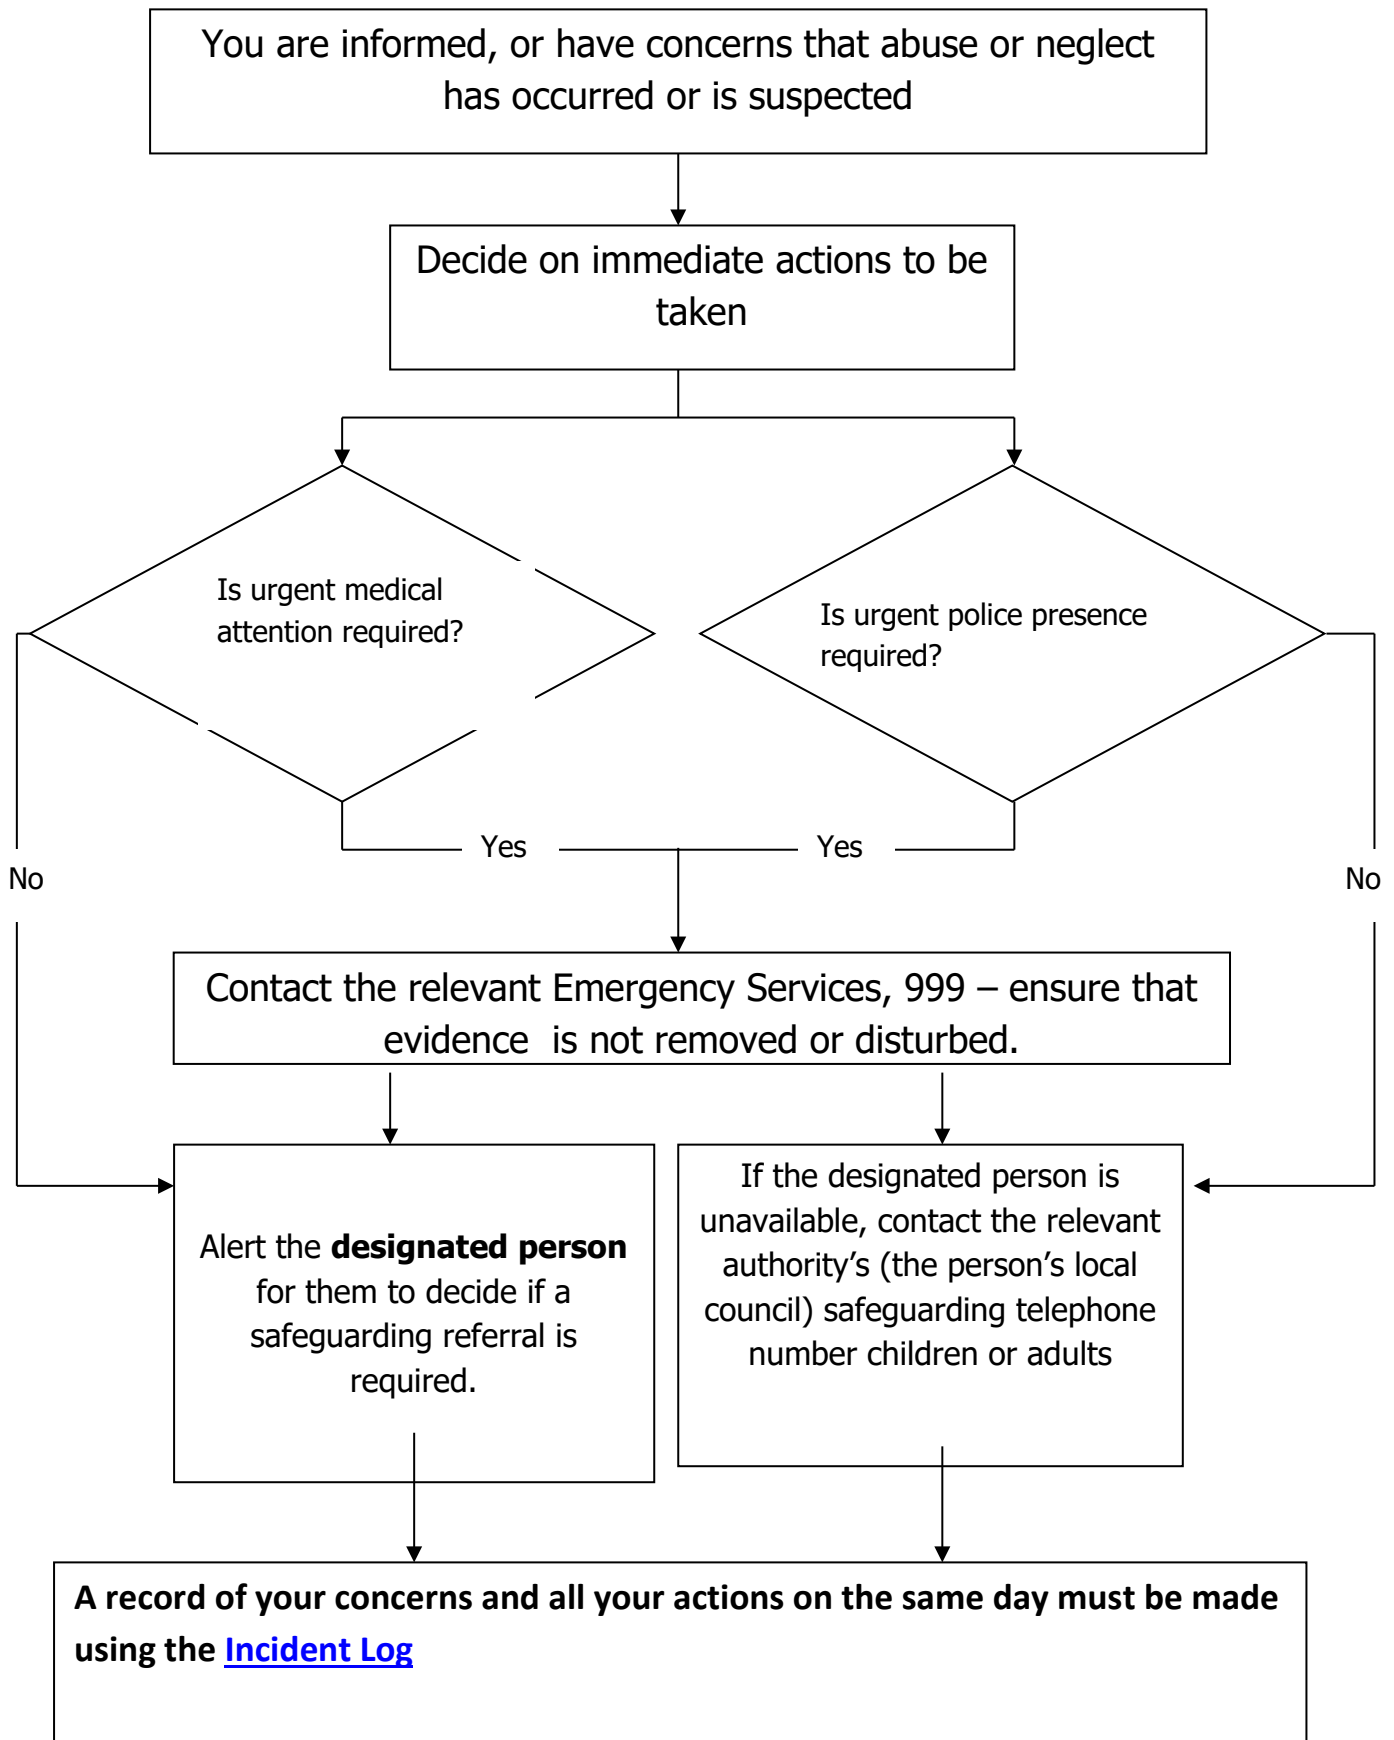 You are informed, or have concerns that abuse or neglect
has occurred or is suspected
Decide on immediate actions to be
taken
Is urgent medical
attention required?
Is urgent police presence
required?
Yes
Yes
No
No
Contact the relevant Emergency Services, 999 – ensure that
evidence  is not removed or disturbed.
Alert the designated person
for them to decide if a
safeguarding referral is
required.
If the designated person is
unavailable, contact the relevant
authority’s (the person’s local
council) safeguarding telephone
number children or adults
A record of your concerns and all your actions on the same day must be made
using the Incident Log